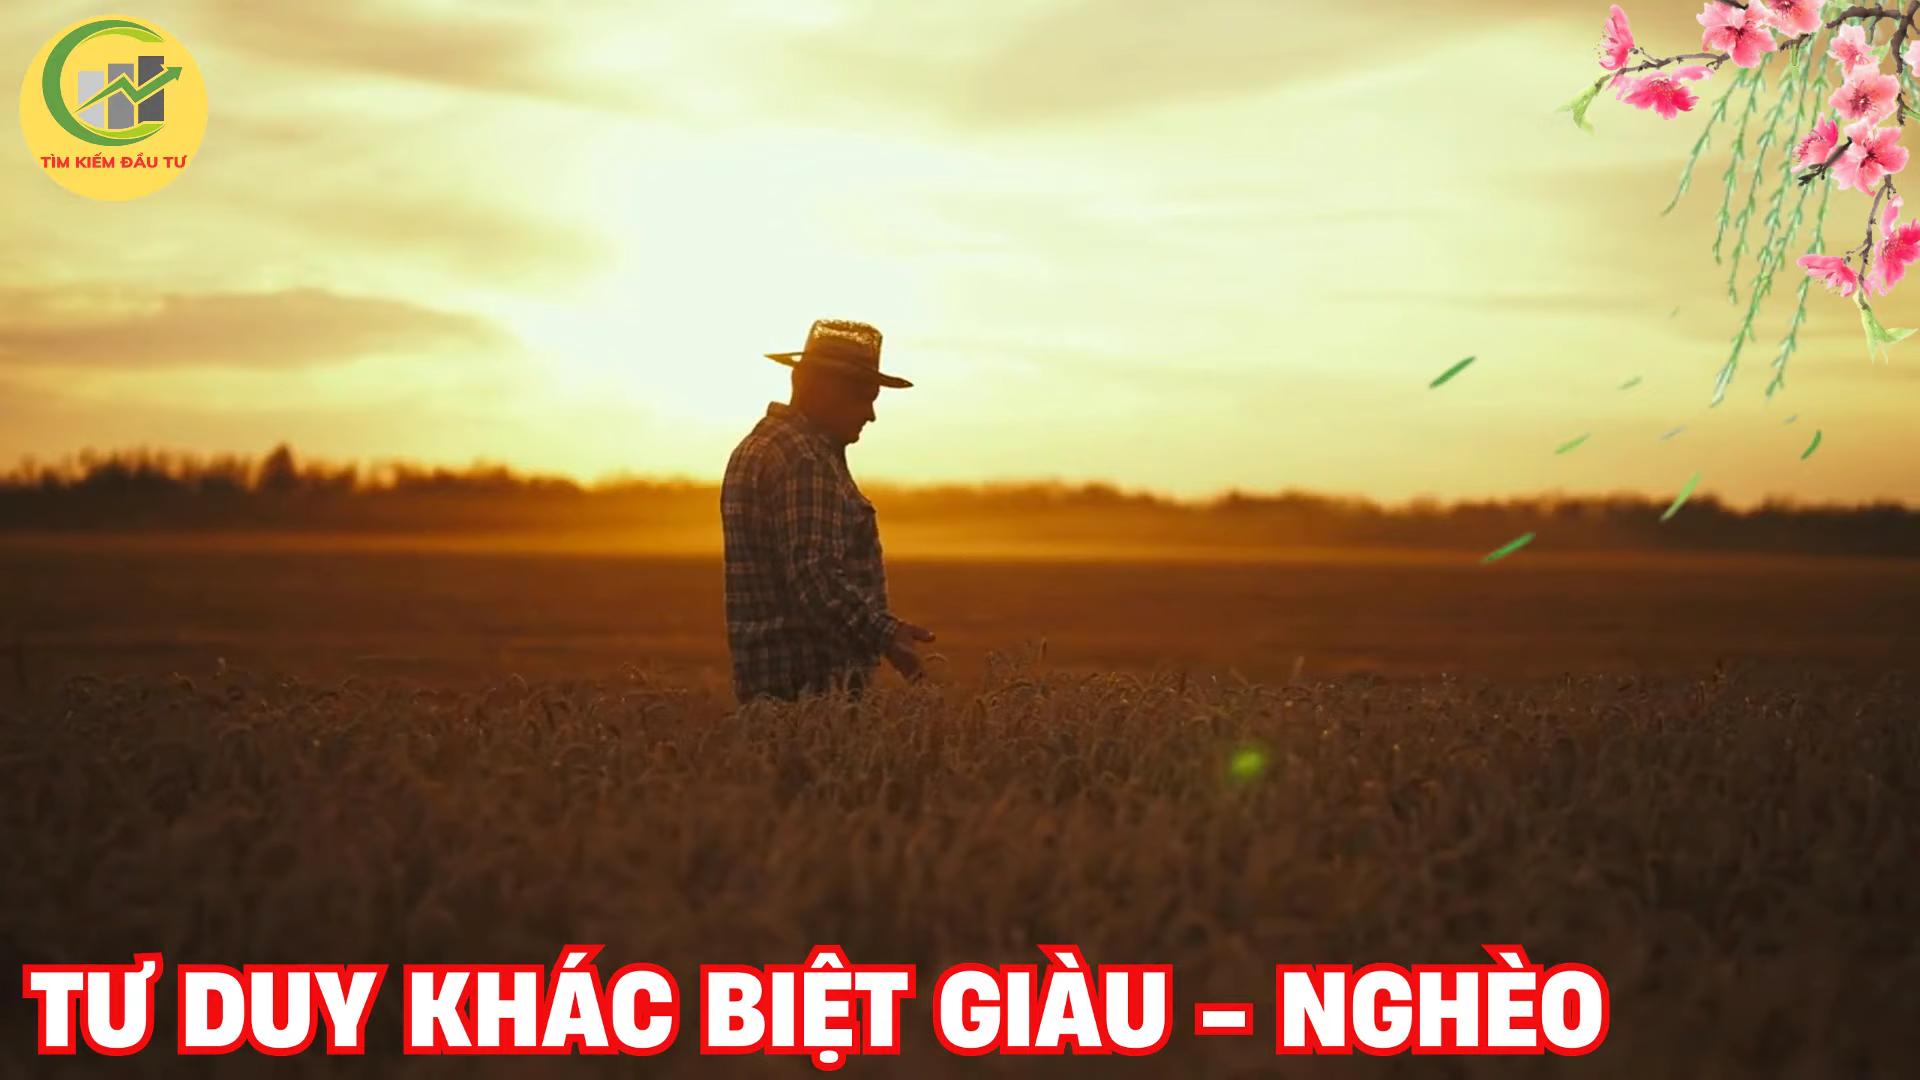 TÌM KIẾM ĐẦU TƯ
TƯ DUY KHÁC BIỆT GIÀU – NGHÈO